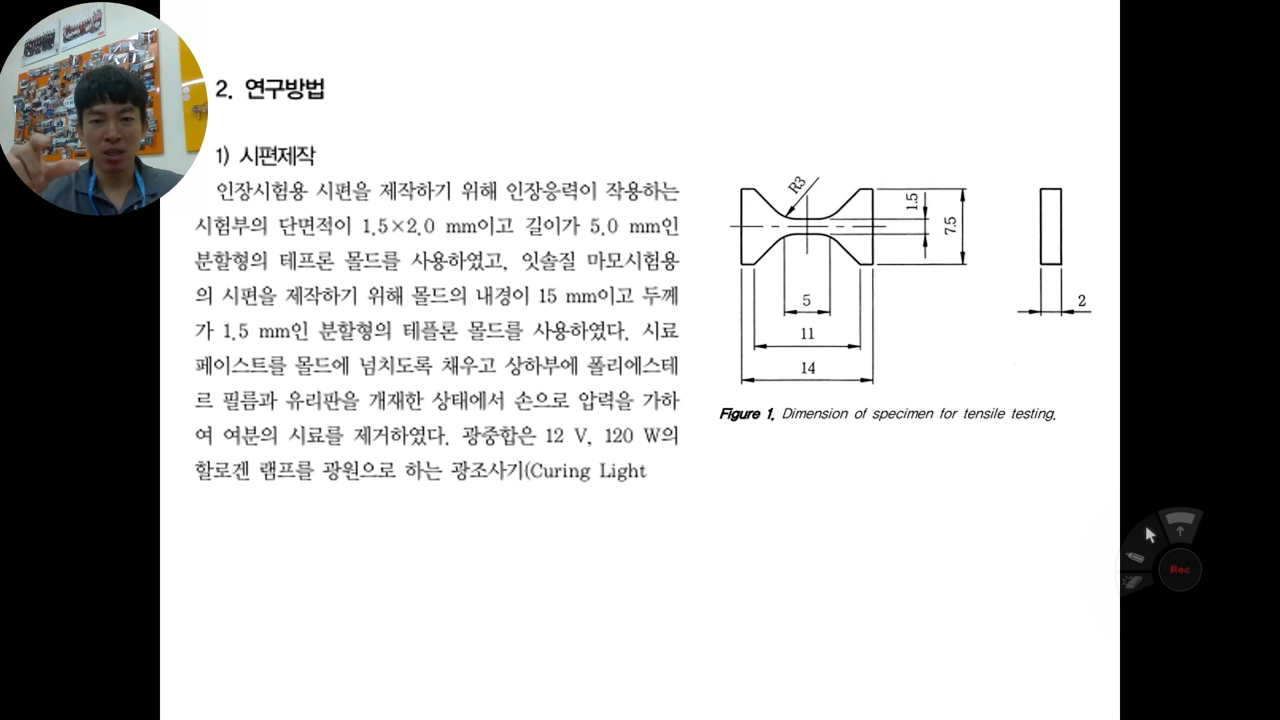 2. 연구방법
1) 시편제작
인장시험용 시편을 제작하기 위해 인장응력이 작용하는
시험부의 단면적이 1.5×2.0 mm이고 길이가 5.0 mm인
분할형의 테프론 몰드를 사용하였고, 잇솔질 마모시험용
의 시편을 제작하기 위해 몰드의 내경이 15 mm이고 두께
가 1.5 mm인 분할형의 테플론 몰드를 사용하였다. 시료
페이스트를 몰드에 넘치도록 채우고 상하부에 폴리에스테
르 필름과 유리판을 개재한 상태에서 손으로 압력을 가하
여 여분의 시료를 제거하였다. 광중합은 12 V, 120 W의
할로겐 램프를 광원으로 하는 광조사기(Curing Light
R3
1.5
7.5
5
11
14
2
Figure 1. Dimension of specimen for tensile testing.
Rec